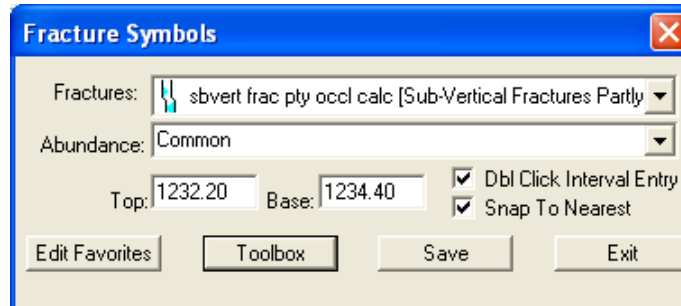 Fracture Symbols
Fractures: sbvert frac pty occl calc [Sub-Vertical Fractures Partly
Abundance: Common
Top: 1232.20 Base: 1234.40 Dbl Click Interval Entry
Snap To Nearest
Edit Favorites Toolbox Save Exit